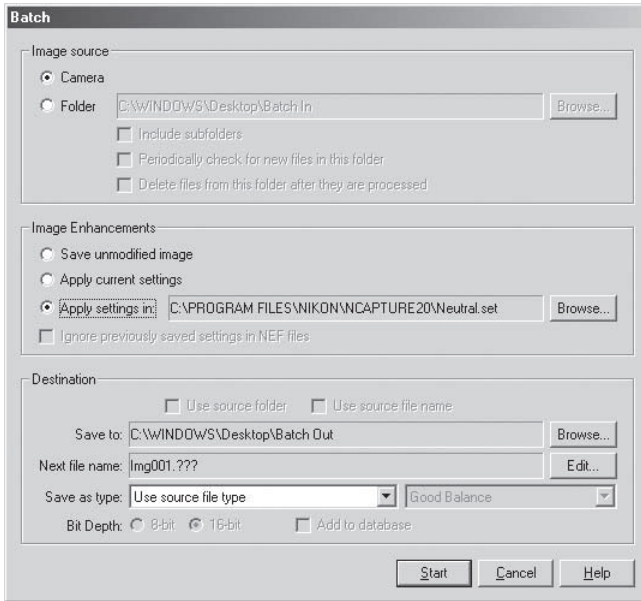 Batch
Image source
Camera
Folder C:\WINDOWS\Desktop\Batch In Browse...
Include subfolders
Periodically check for new files in this folder
Delete files from this folder after they are processed
Image Enhancements
Save unmodified image
Apply current settings
Apply settings in: C:\PROGRAM FILES\NIKON\NCAPTURE20\Neutral.set Browse...
Ignore previously saved settings in NEF files
Destination
Use source folder Use source file name
Save to: C:\WINDOWS\Desktop\Batch Out Browse...
Next file name: Img001.??? Edit...
Save as type: Use source file type Good Balance
Bit Depth: 8-bit 16-bit Add to database
Start Cancel Help